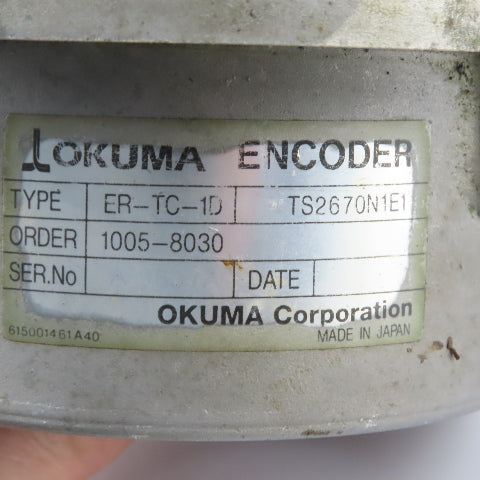 OKUMA ENCODER
TYPE ER-TC-1D TS2670N1E1
ORDER 1005-8030
SER.No DATE
OKUMA Corporation
615001461A40 MADE IN JAPAN